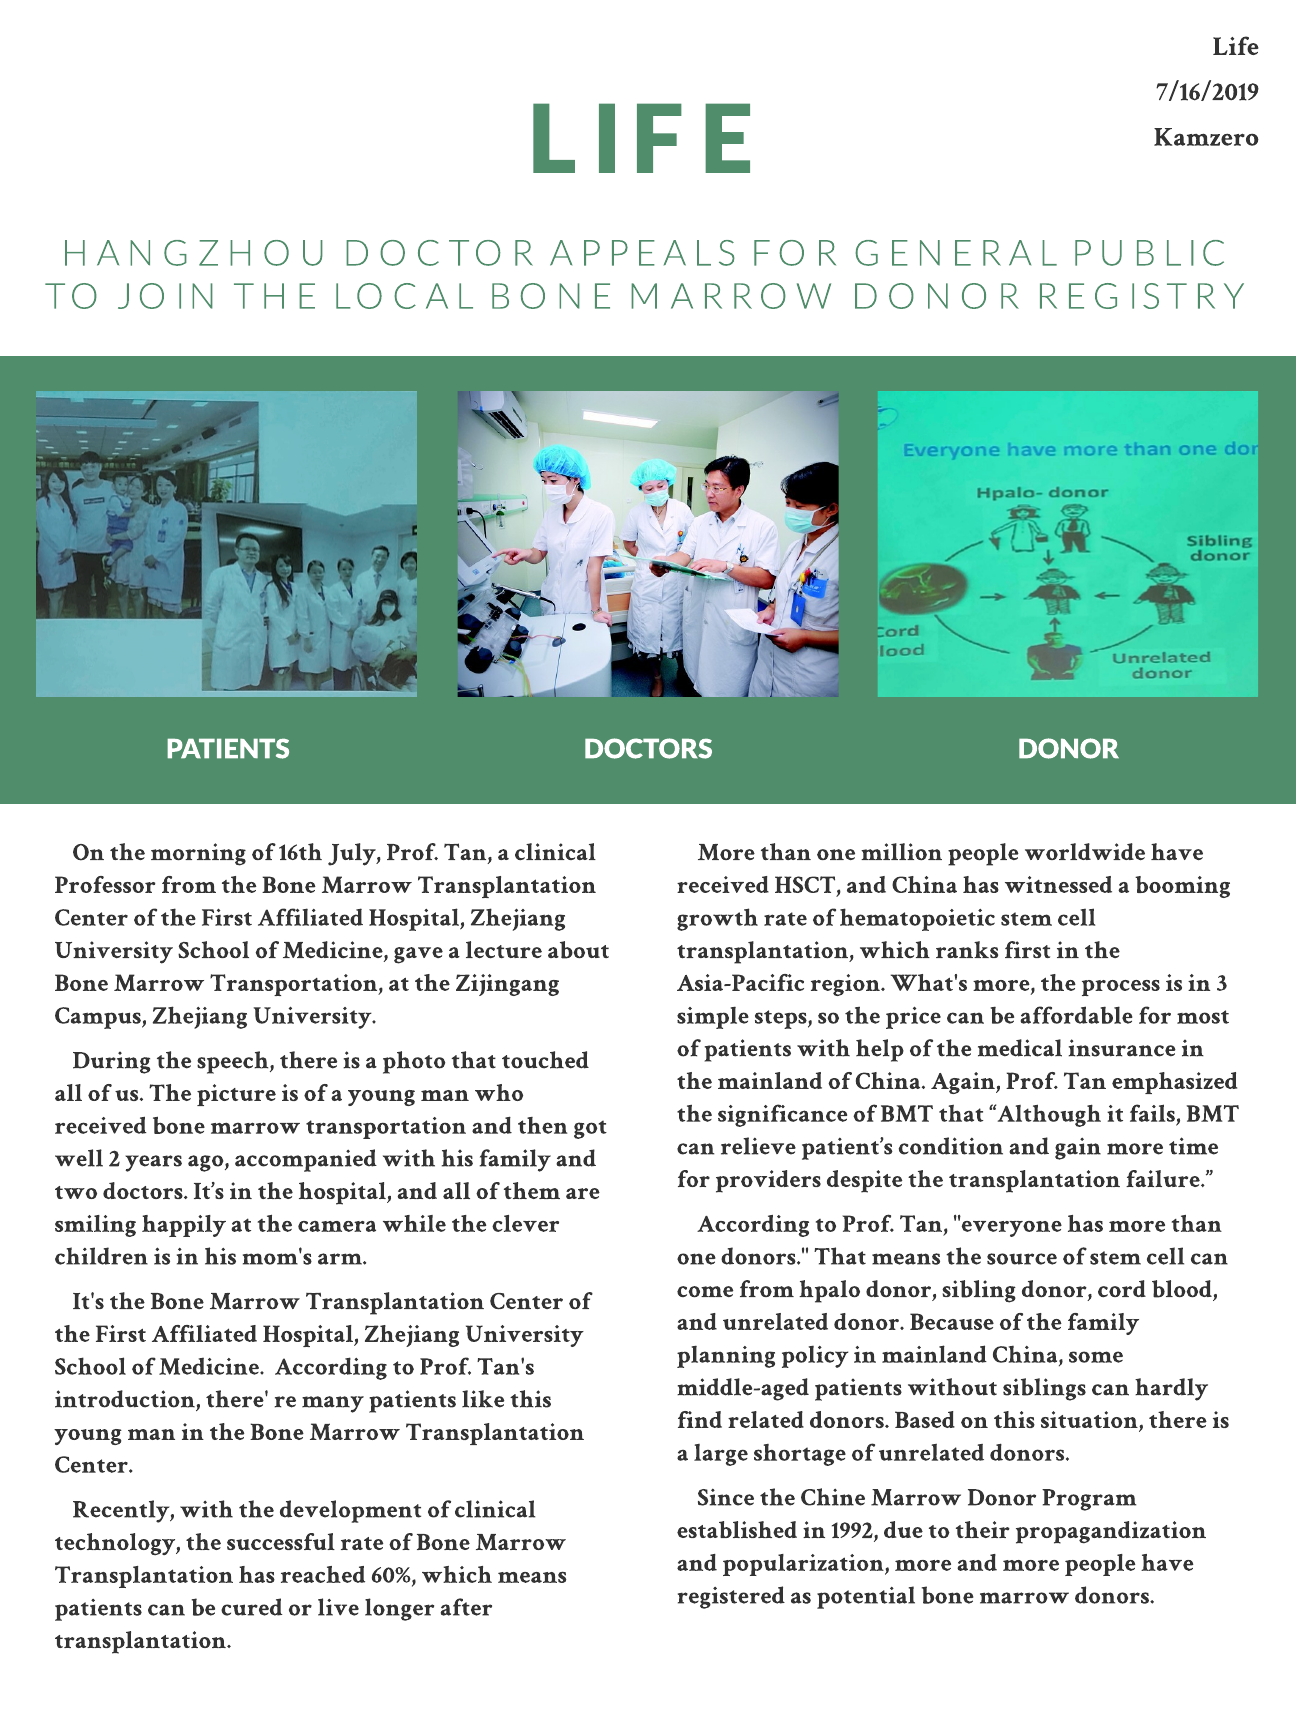 Life
7/16/2019
Kamzero
LIFE
HANGZHOU DOCTOR APPEALS FOR GENERAL PUBLIC
TO JOIN THE LOCAL BONE MARROW DONOR REGISTRY
Everyone have more than one dor
Hpalo- donor
Sibling
donor
Cord
lood
Unrelated
donor
PATIENTS
DOCTORS
DONOR
On the morning of 16th July, Prof. Tan, a clinical
Professor from the Bone Marrow Transplantation
Center of the First Affiliated Hospital, Zhejiang
University School of Medicine, gave a lecture about
Bone Marrow Transportation, at the Zijingang
Campus, Zhejiang University.
During the speech, there is a photo that touched
all of us. The picture is of a young man who
received bone marrow transportation and then got
well 2 years ago, accompanied with his family and
two doctors. It’s in the hospital, and all of them are
smiling happily at the camera while the clever
children is in his mom's arm.
It's the Bone Marrow Transplantation Center of
the First Affiliated Hospital, Zhejiang University
School of Medicine.  According to Prof. Tan's
introduction, there' re many patients like this
young man in the Bone Marrow Transplantation
Center.
Recently, with the development of clinical
technology, the successful rate of Bone Marrow
Transplantation has reached 60%, which means
patients can be cured or live longer after
transplantation.
More than one million people worldwide have
received HSCT, and China has witnessed a booming
growth rate of hematopoietic stem cell
transplantation, which ranks first in the
Asia-Pacific region. What's more, the process is in 3
simple steps, so the price can be affordable for most
of patients with help of the medical insurance in
the mainland of China. Again, Prof. Tan emphasized
the significance of BMT that “Although it fails, BMT
can relieve patient’s condition and gain more time
for providers despite the transplantation failure.”
According to Prof. Tan, "everyone has more than
one donors." That means the source of stem cell can
come from hpalo donor, sibling donor, cord blood,
and unrelated donor. Because of the family
planning policy in mainland China, some
middle-aged patients without siblings can hardly
find related donors. Based on this situation, there is
a large shortage of unrelated donors.
Since the Chine Marrow Donor Program
established in 1992, due to their propagandization
and popularization, more and more people have
registered as potential bone marrow donors.